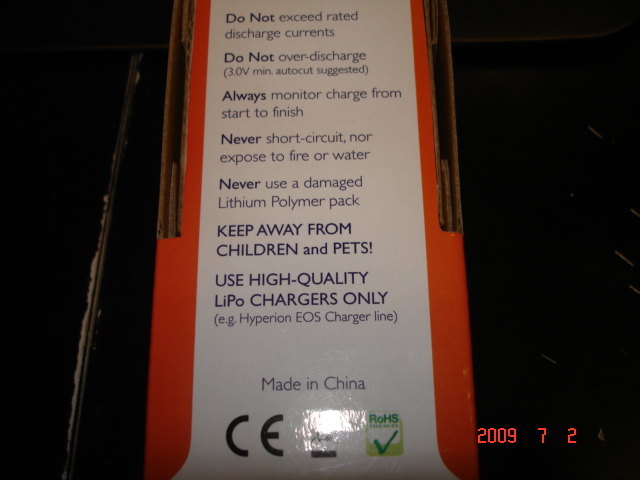 Do Not exceed rated
discharge currents
Do Not over-discharge
(3.0V min. autocut suggested)
Always monitor charge from
start to finish
Never short-circuit, nor
expose to fire or water
Never use a damaged
Lithium Polymer pack
KEEP AWAY FROM
CHILDREN and PETS!
USE HIGH-QUALITY
LiPo CHARGERS ONLY
(e.g. Hyperion EOS Charger line)
Made in China
CE
RoHS
2009 7 2